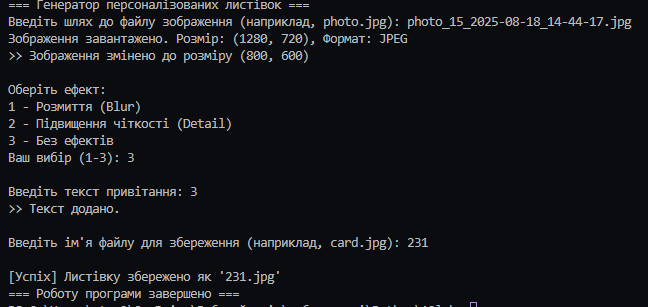 === Генератор персоналізованих листівок ===
Введіть шлях до файлу зображення (наприклад, photo.jpg): photo_15_2025-08-18_14-44-17.jpg
Зображення завантажено. Розмір: (1280, 720), Формат: JPEG
>> Зображення змінено до розміру (800, 600)
Оберіть ефект:
1 - Розмиття (Blur)
2 - Підвищення чіткості (Detail)
3 - Без ефектів
Ваш вибір (1-3): 3
Введіть текст привітання: 3
>> Текст додано.
Введіть ім'я файлу для збереження (наприклад, card.jpg): 231
[Успіх] Листівку збережено як '231.jpg'
=== Роботу програми завершено ===